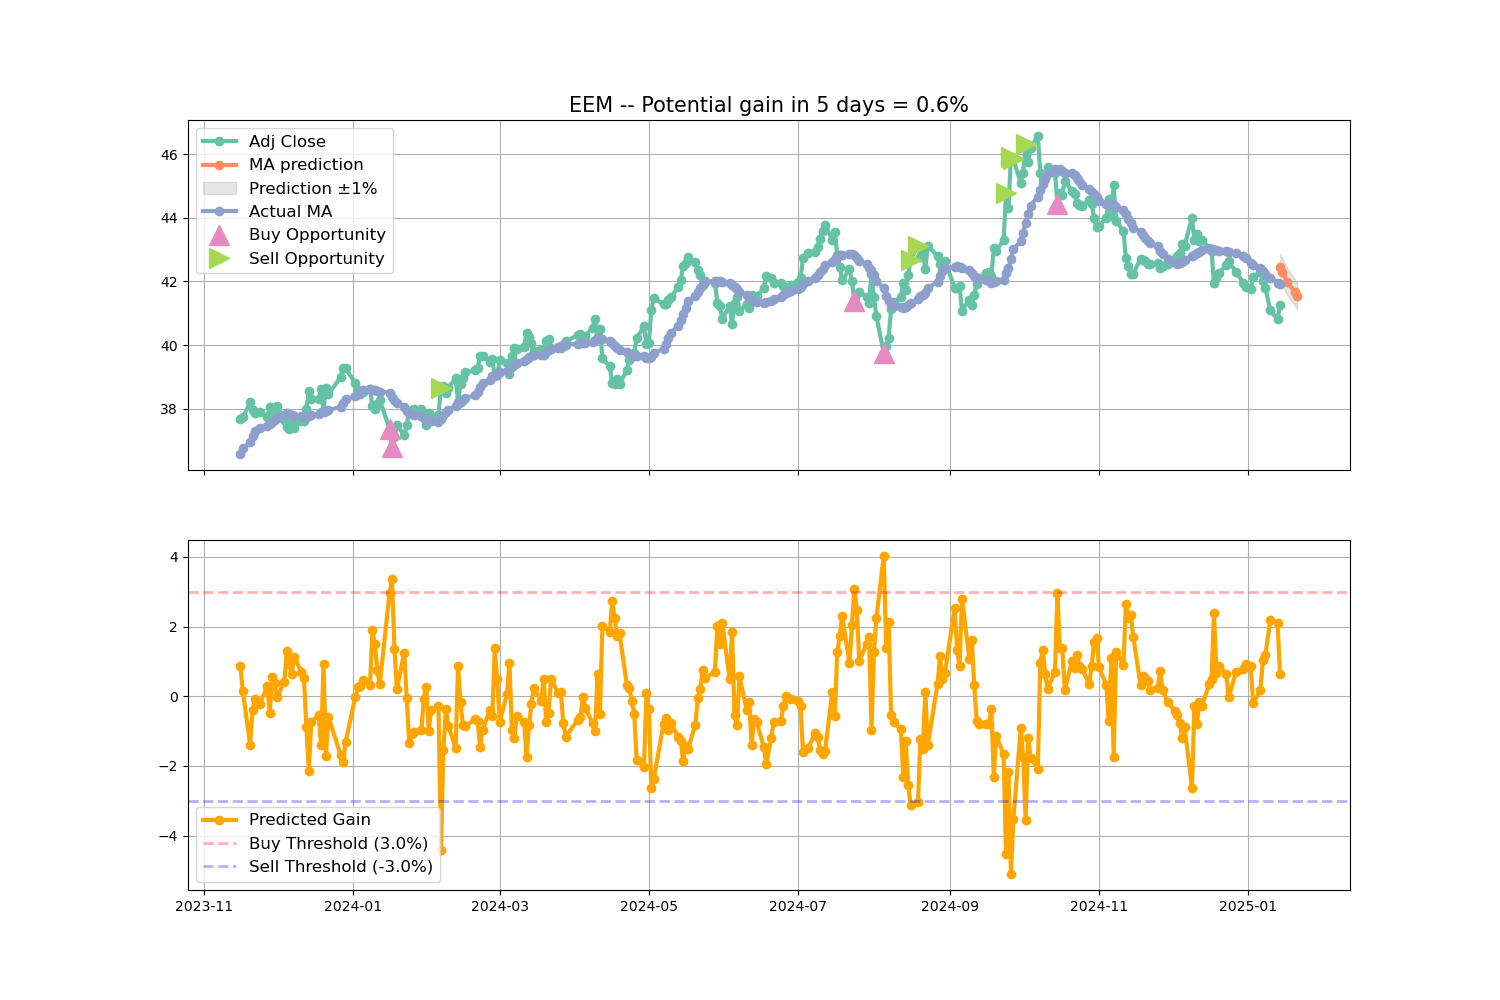 EEM -- Potential gain in 5 days = 0.6%
46
44
42
40
38
Adj Close
MA prediction
Prediction ±1%
Actual MA
Buy Opportunity
Sell Opportunity
4
2
0
−2
−4
Predicted Gain
Buy Threshold (3.0%)
Sell Threshold (-3.0%)
2023-11 2024-01 2024-03 2024-05 2024-07 2024-09 2024-11 2025-01